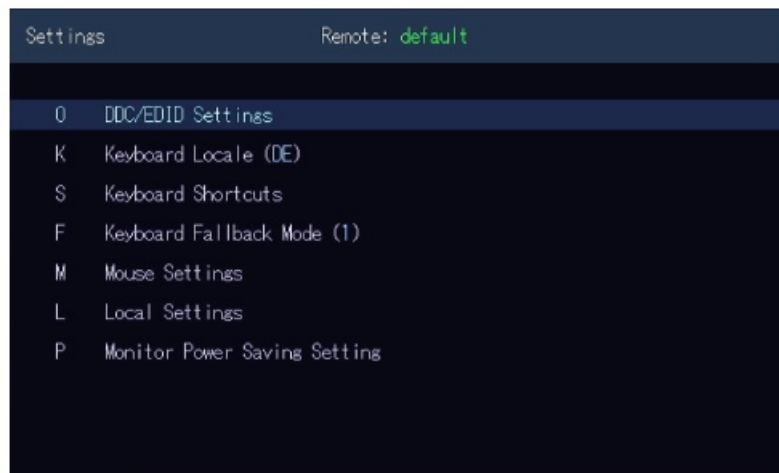 Settings Remote: default
O DDC/EDID Settings
K Keyboard Locale (DE)
S Keyboard Shortcuts
F Keyboard Fallback Mode (1)
M Mouse Settings
L Local Settings
P Monitor Power Saving Setting